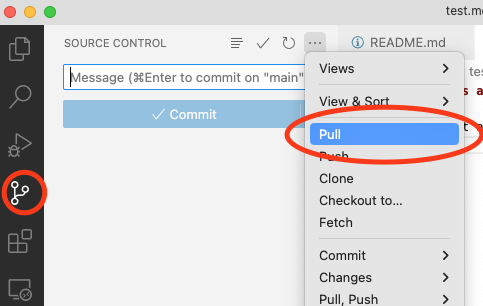 test.m
SOURCE CONTROL
README.md
Message (⌘Enter to commit on "main"
Commit
Views
View & Sort
Pull
Push
Clone
Checkout to...
Fetch
Commit
Changes
Pull, Push